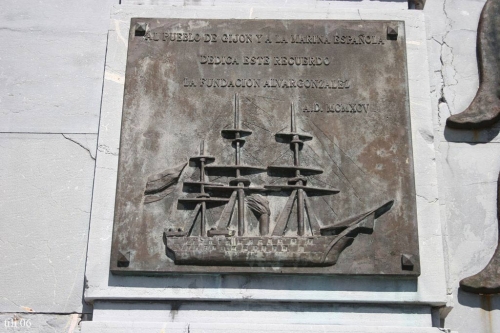 AL PUEBLO DE GIJON Y A LA MARINA ESPAÑOLA
DEDICA ESTE RECUERDO
LA FUNDACION ALVARGONZALEZ
A.D. MCMXCV